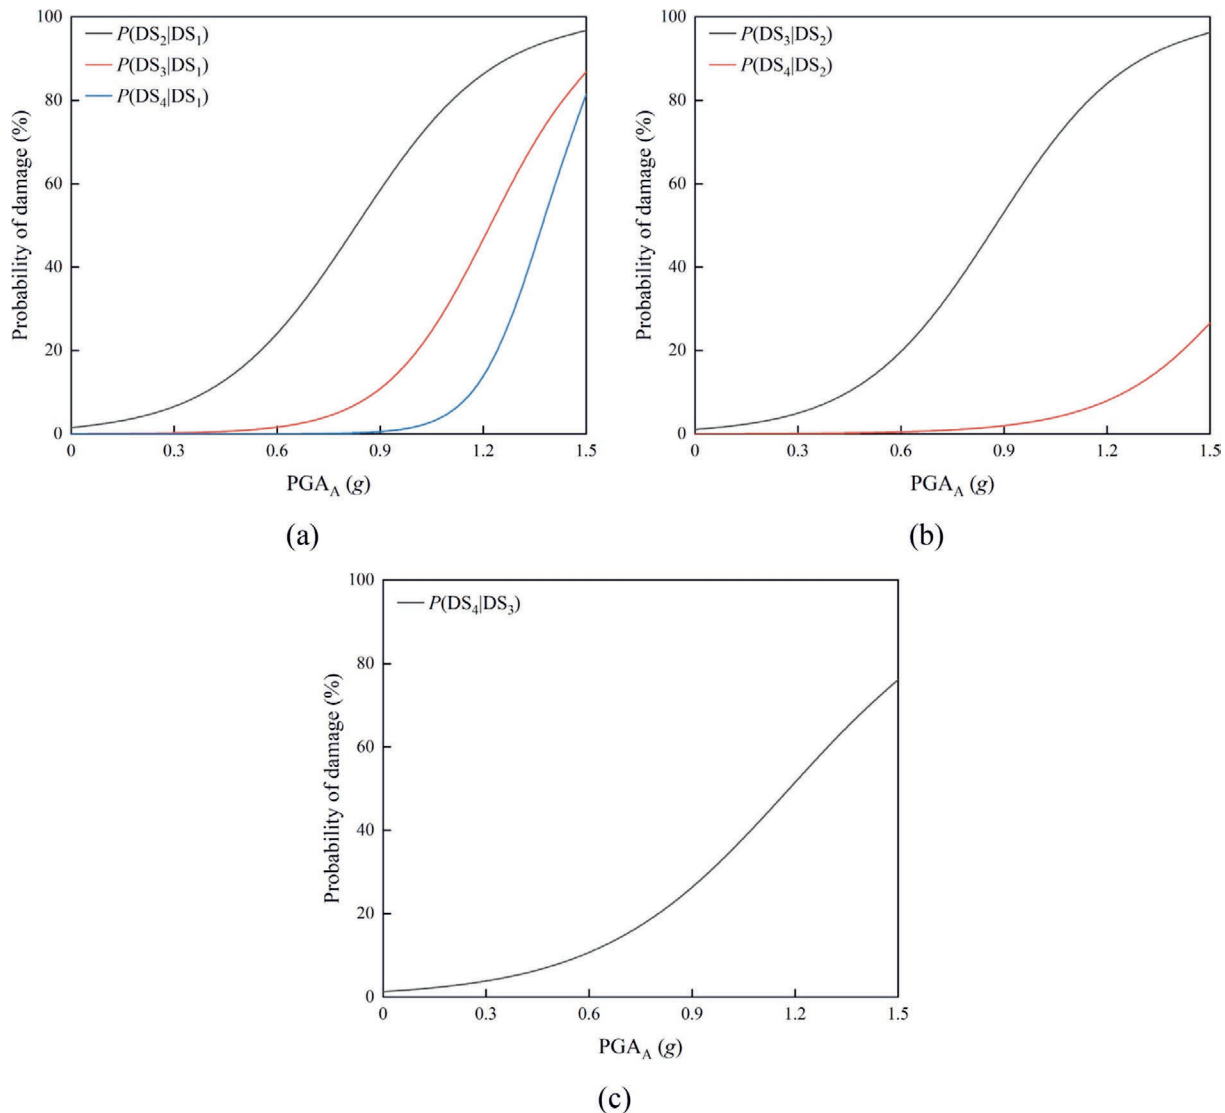 100
80
60
40
20
0
Probability of damage (%)
P(DS₂|DS₁)
P(DS₃|DS₁)
P(DS₄|DS₁)
0 0.3 0.6 0.9 1.2 1.5
PGA_A (g)
(a)
100
80
60
40
20
0
Probability of damage (%)
P(DS₃|DS₂)
P(DS₄|DS₂)
0 0.3 0.6 0.9 1.2 1.5
PGA_A (g)
(b)
100
80
60
40
20
0
Probability of damage (%)
P(DS₄|DS₃)
0 0.3 0.6 0.9 1.2 1.5
PGA_A (g)
(c)